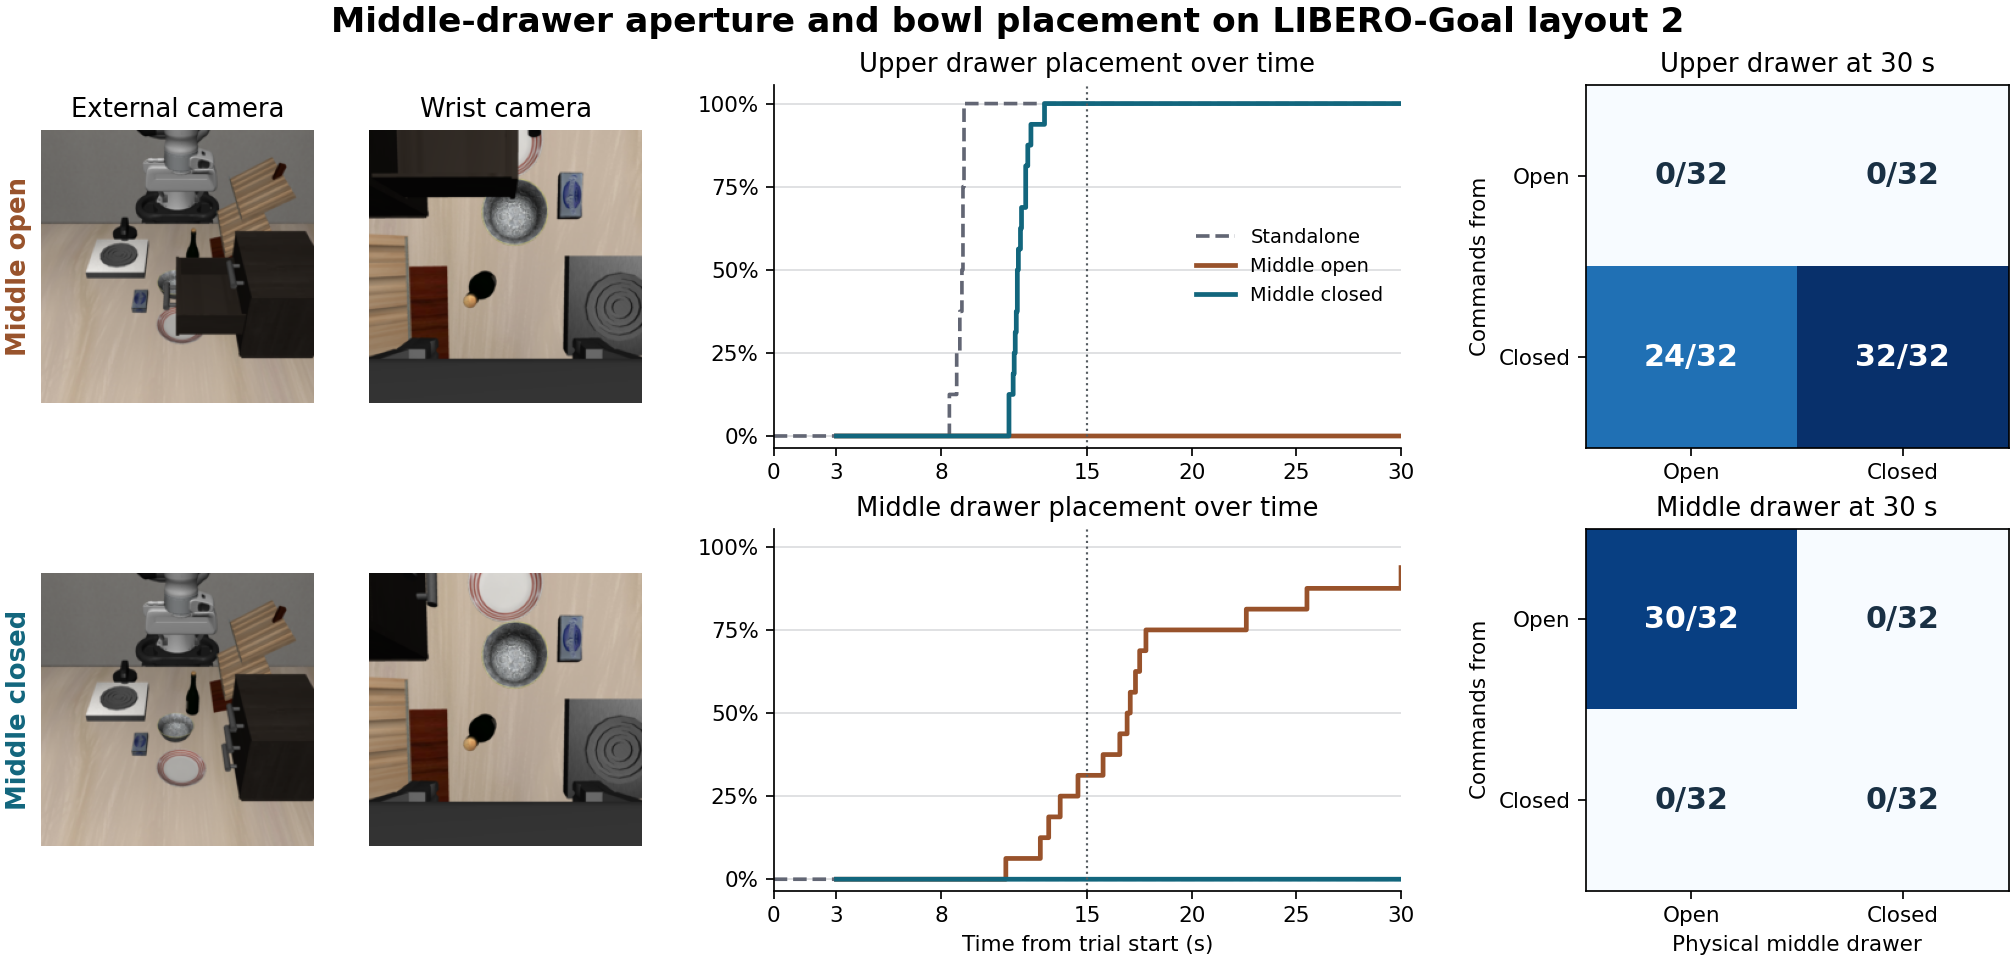 Middle-drawer aperture and bowl placement on LIBERO-Goal layout 2
External camera
Wrist camera
Middle open
Middle closed
Upper drawer placement over time
100%
75%
50%
25%
0%
0 3 8 15 20 25 30
Standalone
Middle open
Middle closed
Upper drawer at 30 s
Commands from
Open
Closed
0/32 0/32
24/32 32/32
Open Closed
Middle drawer placement over time
100%
75%
50%
25%
0%
0 3 8 15 20 25 30
Time from trial start (s)
Middle drawer at 30 s
Commands from
Open
Closed
30/32 0/32
0/32 0/32
Open Closed
Physical middle drawer